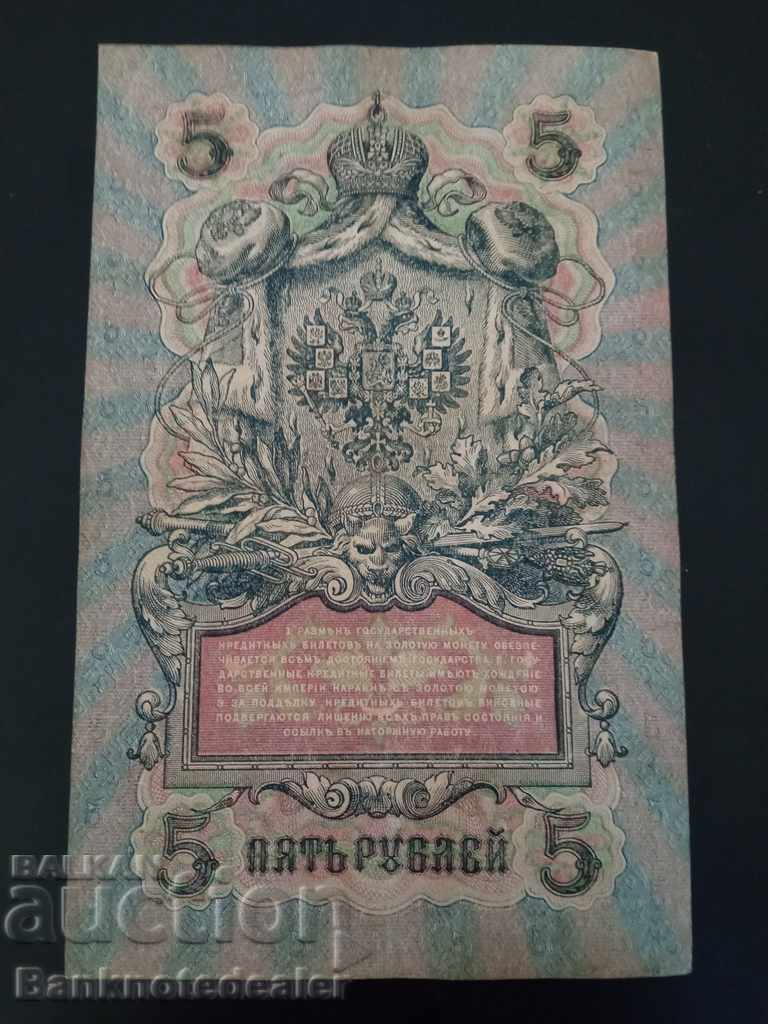 5 5
1. РАЗМѢНЪ ГОСУДАРСТВЕННЫХЪ
КРЕДИТНЫХЪ БИЛЕТОВЪ НА ЗОЛОТУЮ МОНЕТУ ОБЕЗПЕ-
ЧИВАЕТСЯ ВСѢМЪ ДОСТОЯНІЕМЪ ГОСУДАРСТВА. 2. ГОСУ-
ДАРСТВЕННЫЕ КРЕДИТНЫЕ БИЛЕТЫ ИМѢЮТЪ ХОЖДЕНІЕ
ВО ВСЕЙ ИМПЕРІИ НАРАВНѢ СЪ ЗОЛОТОЮ МОНЕТОЮ
3. ЗА ПОДДѢЛКУ КРЕДИТНЫХЪ БИЛЕТОВЪ ВИНОВНЫЕ
ПОДВЕРГАЮТСЯ ЛИШЕНІЮ ВСѢХЪ ПРАВЪ СОСТОЯНІЯ И
ССЫЛКѢ ВЪ КАТОРЖНУЮ РАБОТУ
5 ПЯТЬ РУБЛЕЙ 5
BALKAN
auction
Banknotedealer